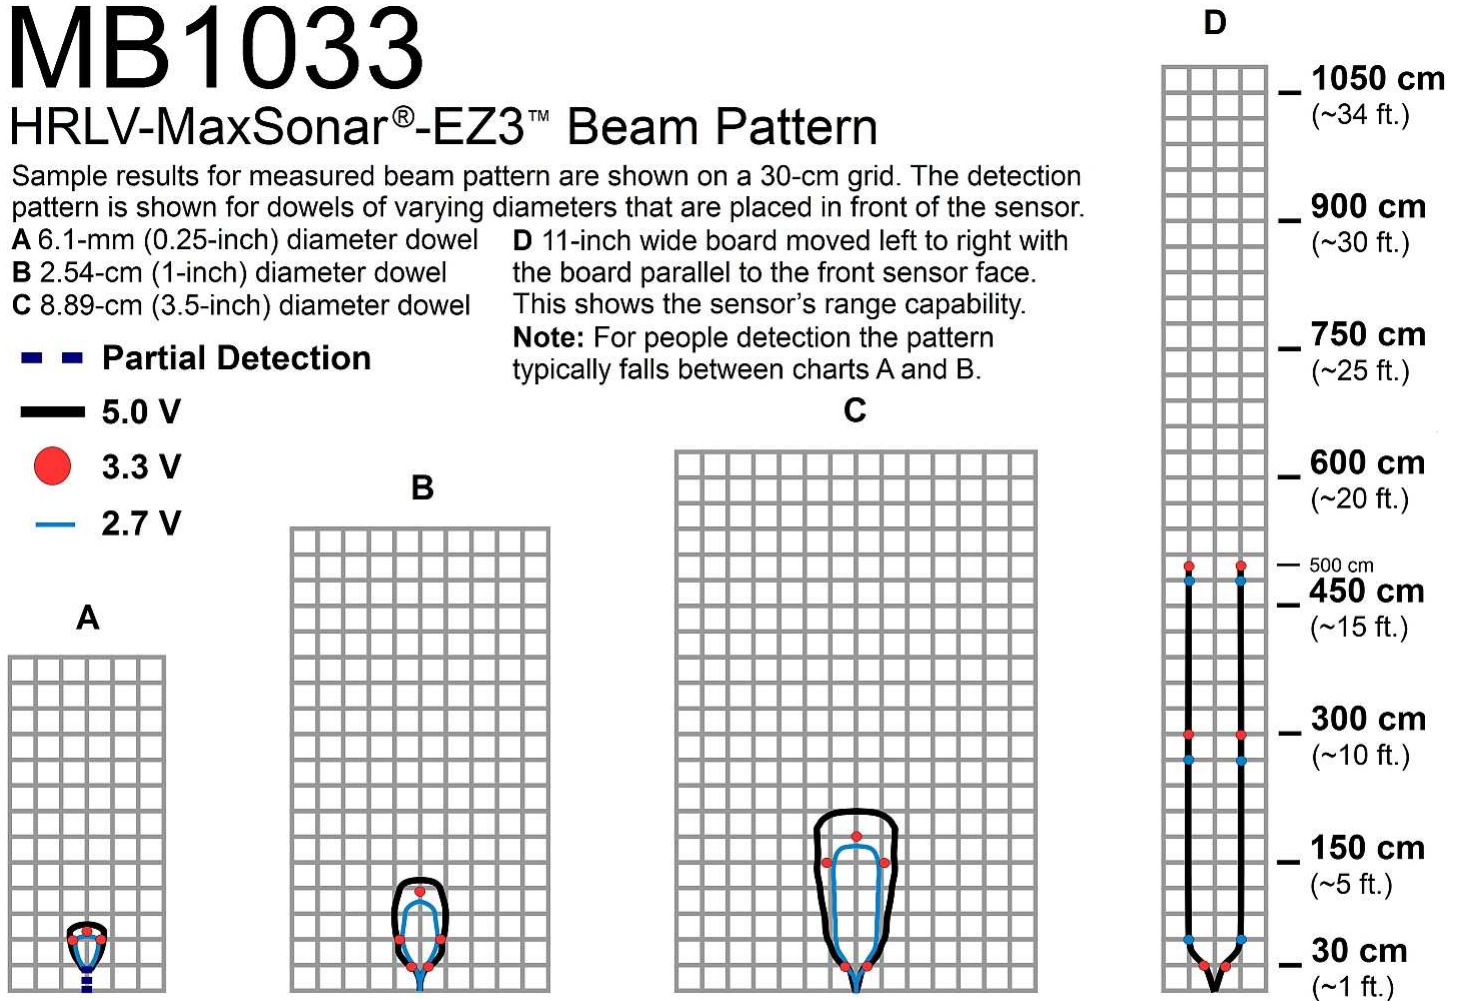 MB1033
HRLV-MaxSonar®-EZ3™ Beam Pattern
Sample results for measured beam pattern are shown on a 30-cm grid. The detection
pattern is shown for dowels of varying diameters that are placed in front of the sensor.
A 6.1-mm (0.25-inch) diameter dowel
B 2.54-cm (1-inch) diameter dowel
C 8.89-cm (3.5-inch) diameter dowel
D 11-inch wide board moved left to right with
the board parallel to the front sensor face.
This shows the sensor's range capability.
Note: For people detection the pattern
typically falls between charts A and B.
Partial Detection
5.0 V
3.3 V
2.7 V
A
B
C
D
1050 cm
(~34 ft.)
900 cm
(~30 ft.)
750 cm
(~25 ft.)
600 cm
(~20 ft.)
500 cm
450 cm
(~15 ft.)
300 cm
(~10 ft.)
150 cm
(~5 ft.)
30 cm
(~1 ft.)